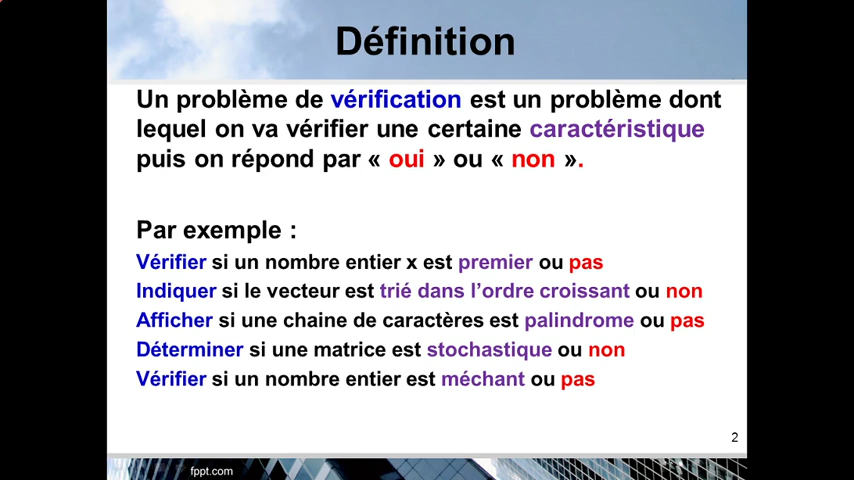 Définition
Un problème de vérification est un problème dont
lequel on va vérifier une certaine caractéristique
puis on répond par « oui » ou « non ».
Par exemple :
Vérifier si un nombre entier x est premier ou pas
Indiquer si le vecteur est trié dans l’ordre croissant ou non
Afficher si une chaine de caractères est palindrome ou pas
Déterminer si une matrice est stochastique ou non
Vérifier si un nombre entier est méchant ou pas
2
fppt.com